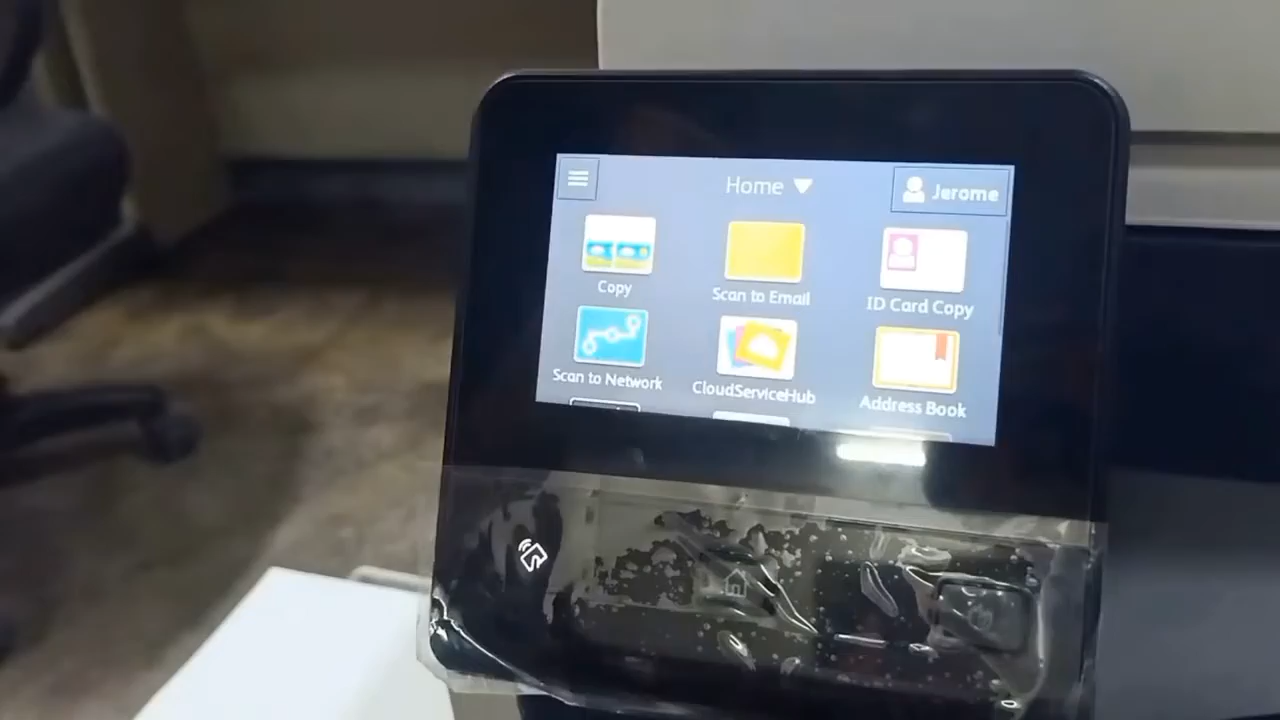 Home
Jerome
Copy
Scan to Email
ID Card Copy
Scan to Network
CloudServiceHub
Address Book